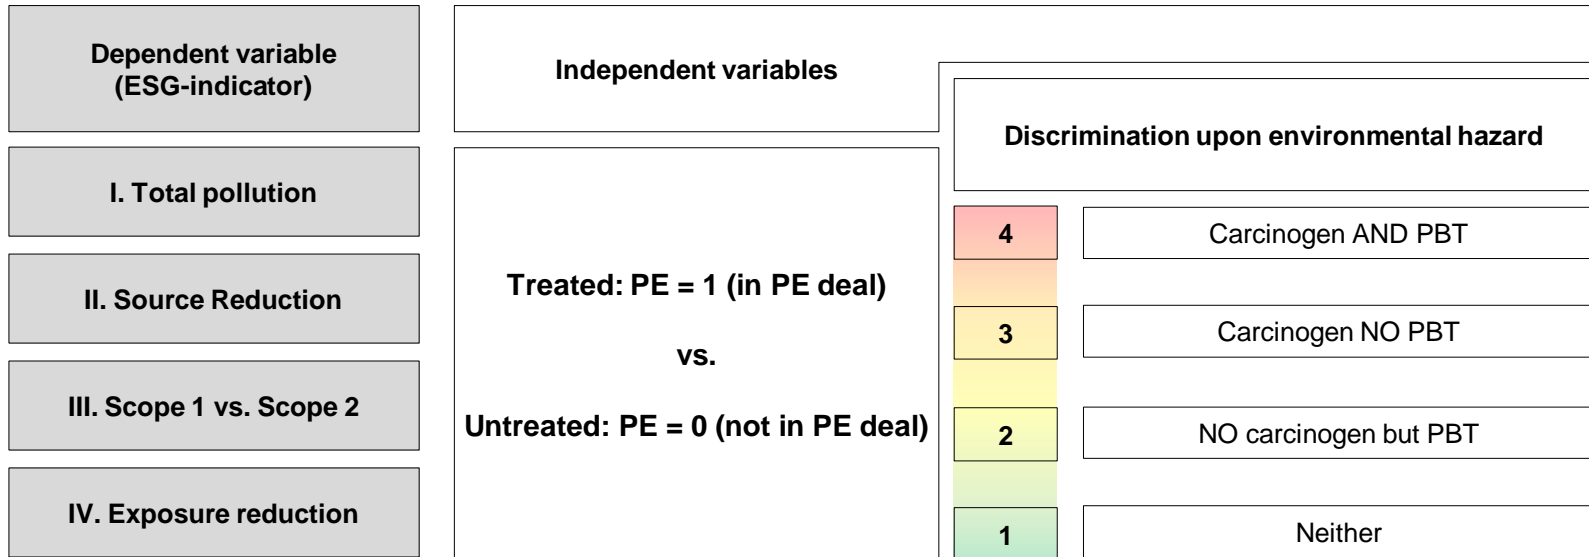 Dependent variable
(ESG-indicator)
Independent variables
Discrimination upon environmental hazard
I. Total pollution
II. Source Reduction
III. Scope 1 vs. Scope 2
IV. Exposure reduction
Treated: PE = 1 (in PE deal)
vs.
Untreated: PE = 0 (not in PE deal)
4
Carcinogen AND PBT
3
Carcinogen NO PBT
2
NO carcinogen but PBT
1
Neither